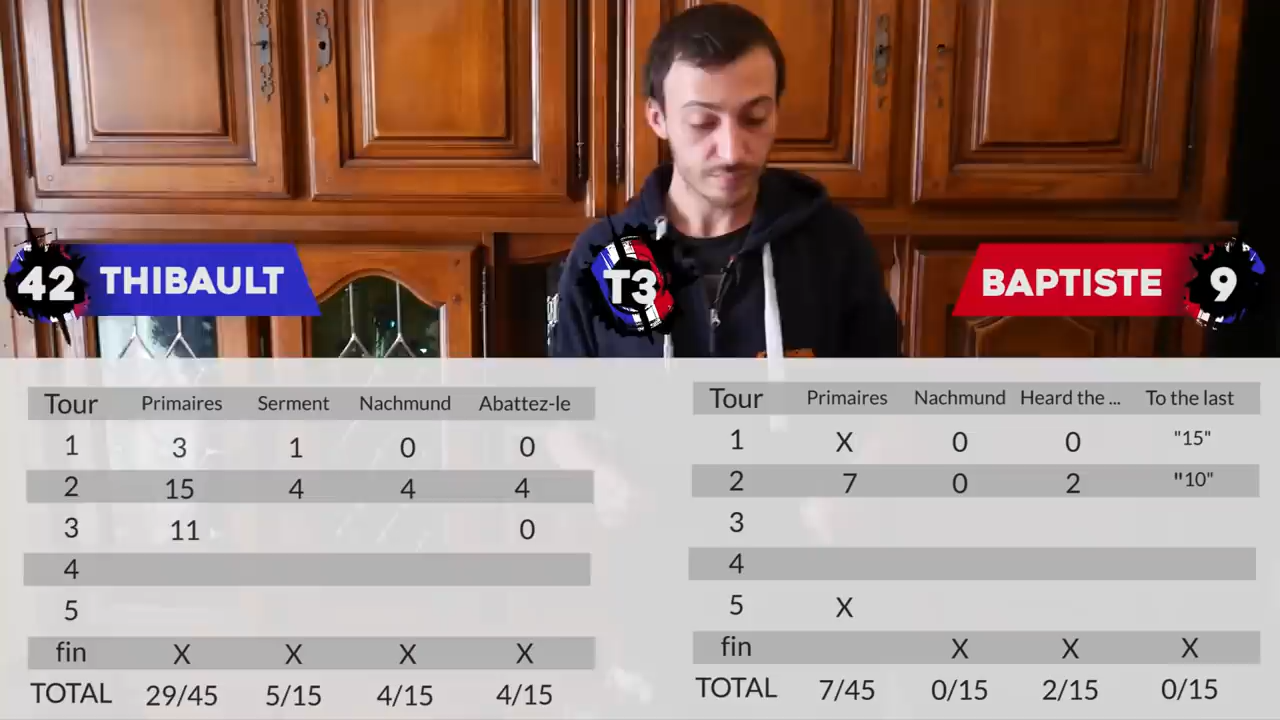 42 THIBAULT T3 BAPTISTE 9
Tour Primaires Serment Nachmund Abattez-le
1 3 1 0 0
2 15 4 4 4
3 11 0
4
5
fin X X X X
TOTAL 29/45 5/15 4/15 4/15
Tour Primaires Nachmund Heard the ... To the last
1 X 0 0 "15"
2 7 0 2 "10"
3
4
5 X
fin X X X
TOTAL 7/45 0/15 2/15 0/15